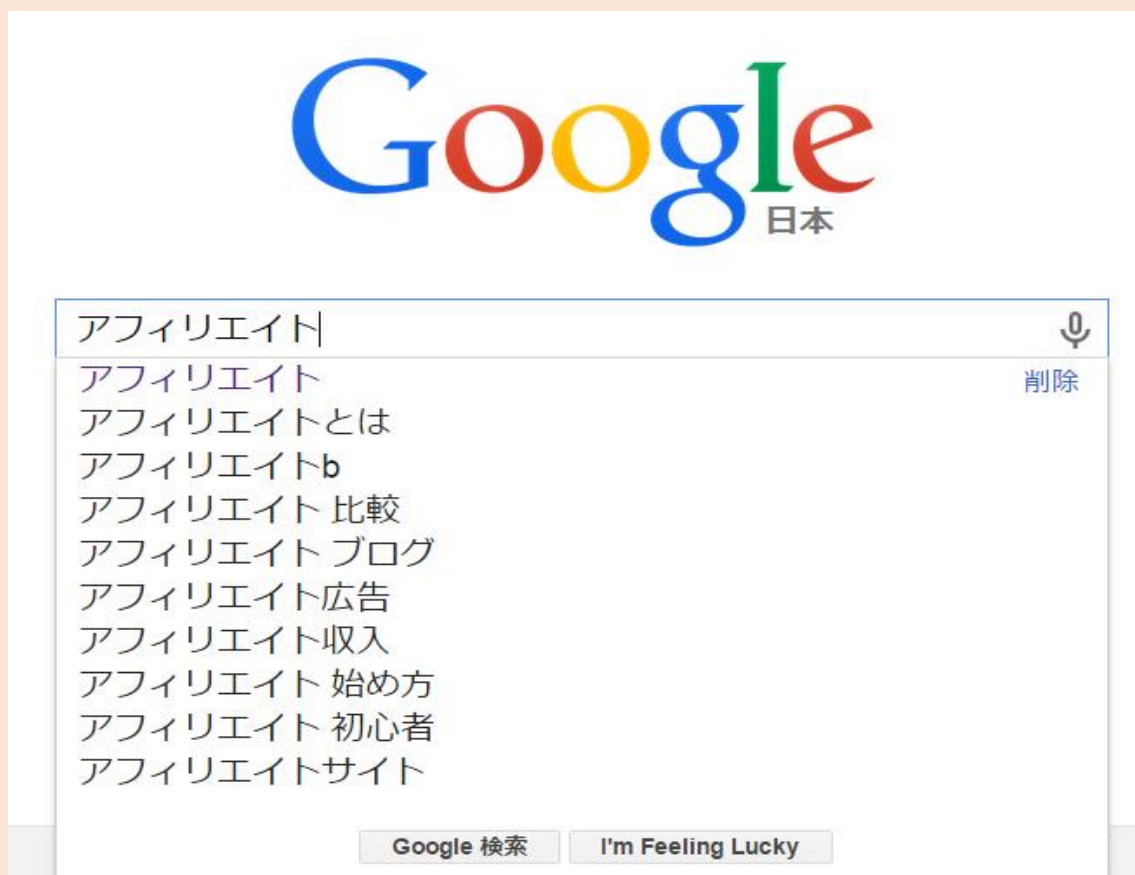 Google
日本
アフィリエイト
アフィリエイト 削除
アフィリエイトとは
アフィリエイトb
アフィリエイト 比較
アフィリエイト ブログ
アフィリエイト広告
アフィリエイト収入
アフィリエイト 始め方
アフィリエイト 初心者
アフィリエイトサイト
Google 検索 I'm Feeling Lucky